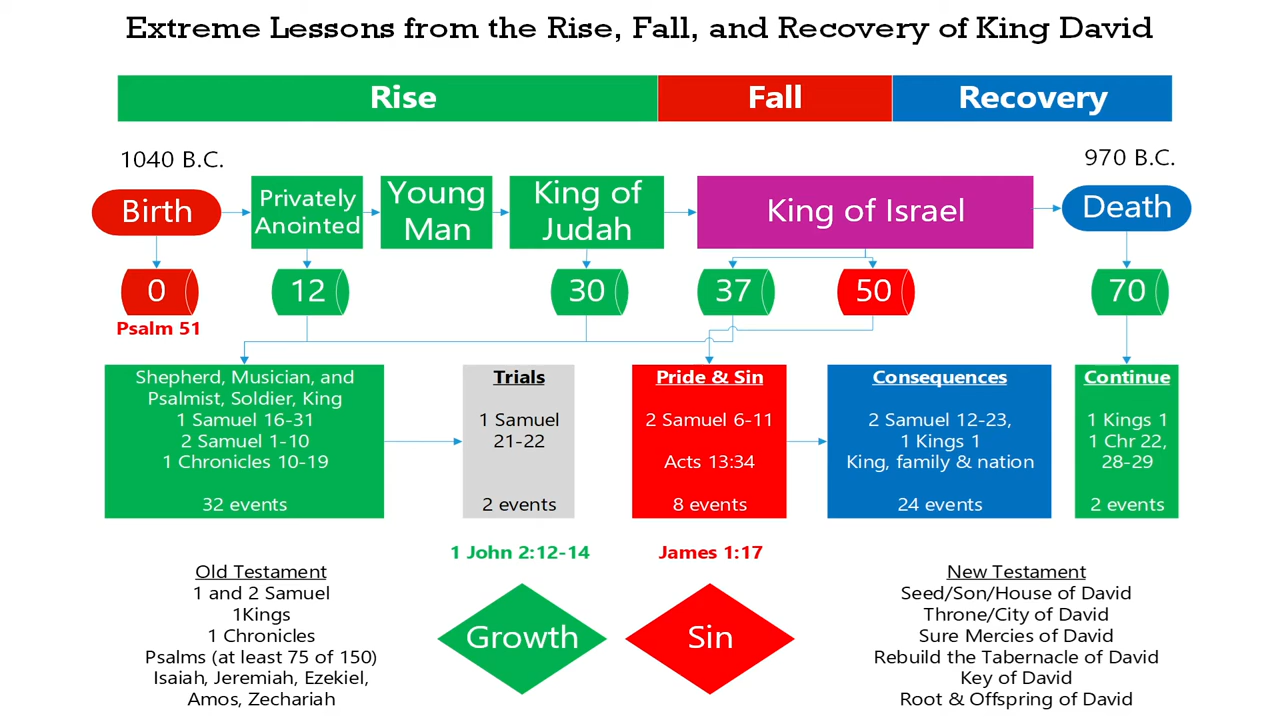 Extreme Lessons from the Rise, Fall, and Recovery of King David
Rise
Fall
Recovery
1040 B.C.
970 B.C.
Birth
Privately
Anointed
Young
Man
King of
Judah
King of Israel
Death
0
12
30
37
50
70
Psalm 51
Shepherd, Musician, and
Psalmist, Soldier, King
1 Samuel 16-31
2 Samuel 1-10
1 Chronicles 10-19
32 events
Trials
1 Samuel
21-22
2 events
Pride & Sin
2 Samuel 6-11
Acts 13:34
8 events
Consequences
2 Samuel 12-23,
1 Kings 1
King, family & nation
24 events
Continue
1 Kings 1
1 Chr 22,
28-29
2 events
1 John 2:12-14
James 1:17
Old Testament
1 and 2 Samuel
1Kings
1 Chronicles
Psalms (at least 75 of 150)
Isaiah, Jeremiah, Ezekiel,
Amos, Zechariah
Growth
Sin
New Testament
Seed/Son/House of David
Throne/City of David
Sure Mercies of David
Rebuild the Tabernacle of David
Key of David
Root & Offspring of David